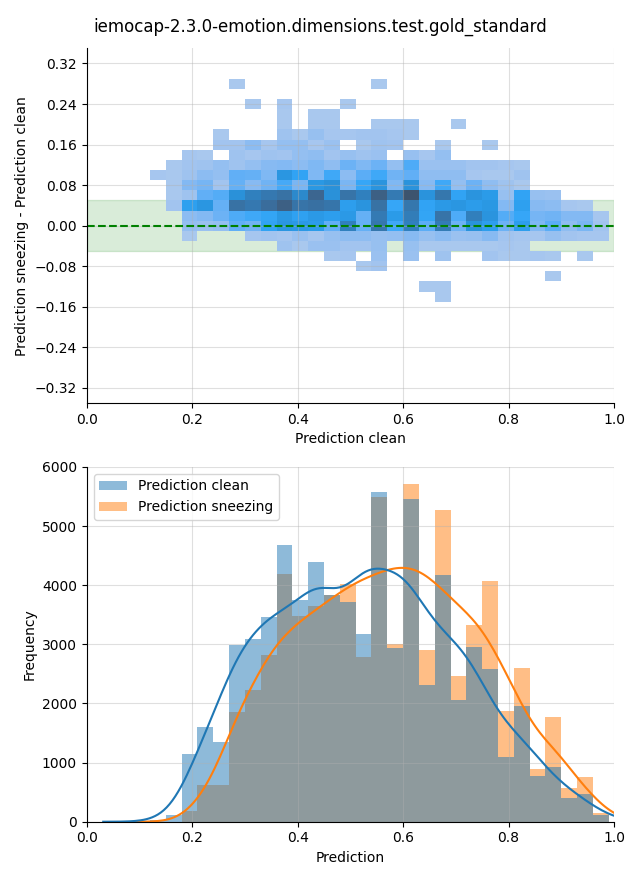 iemocap-2.3.0-emotion.dimensions.test.gold_standard
0.32
0.24
0.16
0.08
0.00
−0.08
−0.16
−0.24
−0.32
Prediction sneezing - Prediction clean
0.0 0.2 0.4 0.6 0.8 1.0
Prediction clean
6000
5000
4000
3000
2000
1000
0
Frequency
Prediction clean
Prediction sneezing
0.0 0.2 0.4 0.6 0.8 1.0
Prediction